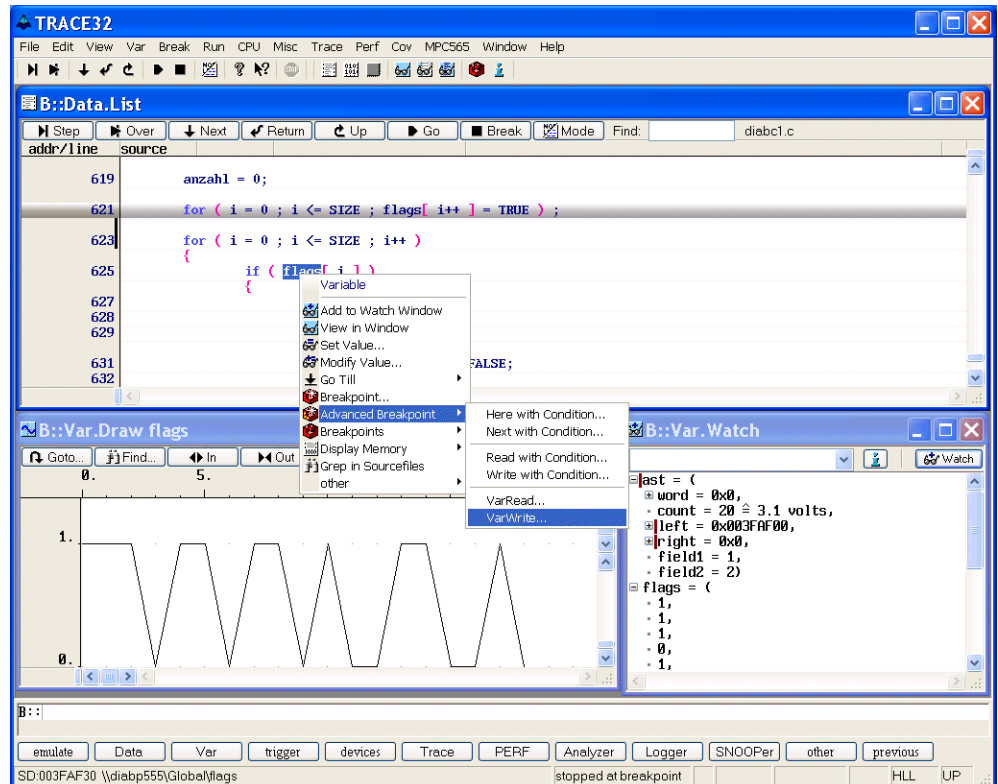 TRACE32
File Edit View Var Break Run CPU Misc Trace Perf Cov MPC565 Window Help
B::Data.List
Step Over Next Return Up Go Break Mode Find: diabc1.c
addr/line source
619 anzahl = 0;
621 for ( i = 0 ; i <= SIZE ; flags[ i++ ] = TRUE ) ;
623 for ( i = 0 ; i <= SIZE ; i++ )
{
625 if ( flags[ i ] )
{
627
628
629
631 FALSE;
632
Variable
Add to Watch Window
View in Window
Set Value...
Modify Value...
Go Till
Breakpoint...
Advanced Breakpoint
Breakpoints
Display Memory
Grep in Sourcefiles
other
Here with Condition...
Next with Condition...
Read with Condition...
Write with Condition...
VarRead...
VarWrite...
B::Var.Draw flags
Goto... Find... In Out
0. 5.
1.
0.
B::Var.Watch
Watch
ast = (
word = 0x0,
count = 20 ≙ 3.1 volts,
left = 0x003FAF00,
right = 0x0,
field1 = 1,
field2 = 2)
flags = (
1,
1,
1,
0,
1,
B::
emulate Data Var trigger devices Trace PERF Analyzer Logger SNOOPer other previous
SD:003FAF30 \\diabp555\Global\flags stopped at breakpoint HLL UP